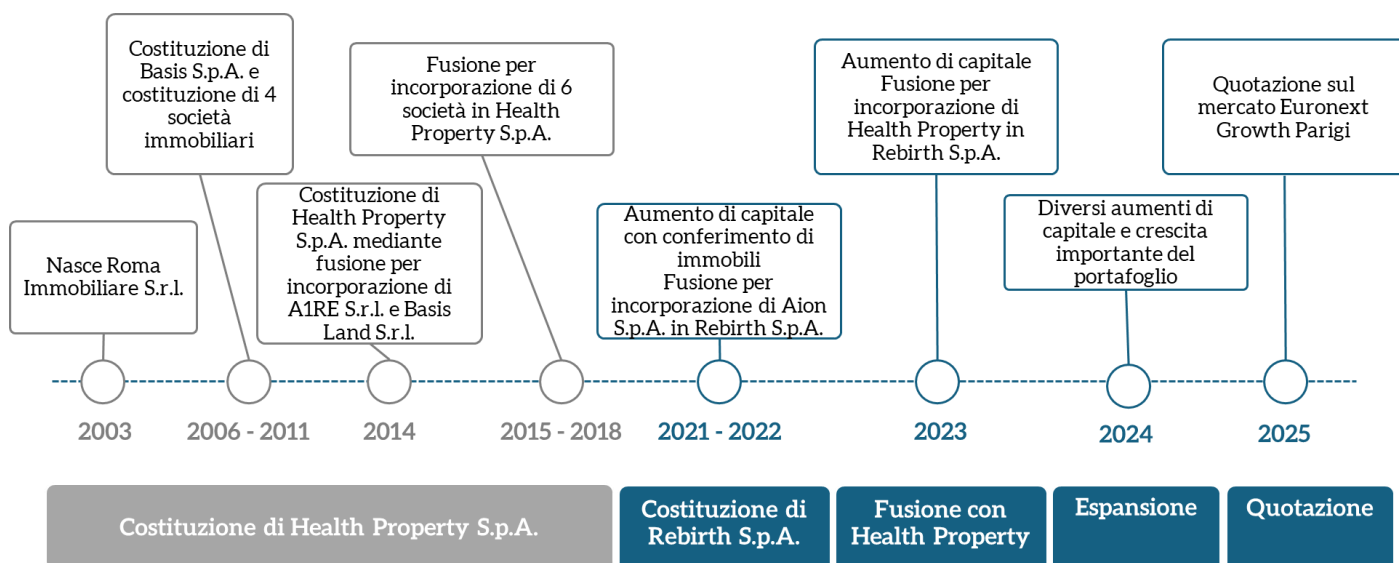 Nasce Roma
Immobiliare S.r.l.
Costituzione di
Basis S.p.A. e
costituzione di 4
società
immobiliari
Costituzione di
Health Property
S.p.A. mediante
fusione per
incorporazione di
A1RE S.r.l. e Basis
Land S.r.l.
Fusione per
incorporazione di 6
società in Health
Property S.p.A.
Aumento di capitale
con conferimento di
immobili
Fusione per
incorporazione di Aion
S.p.A. in Rebirth S.p.A.
Aumento di capitale
Fusione per
incorporazione di
Health Property in
Rebirth S.p.A.
Diversi aumenti di
capitale e crescita
importante del
portafoglio
Quotazione sul
mercato Euronext
Growth Parigi
2003
2006 - 2011
2014
2015 - 2018
2021 - 2022
2023
2024
2025
Costituzione di Health Property S.p.A.
Costituzione di
Rebirth S.p.A.
Fusione con
Health Property
Espansione
Quotazione